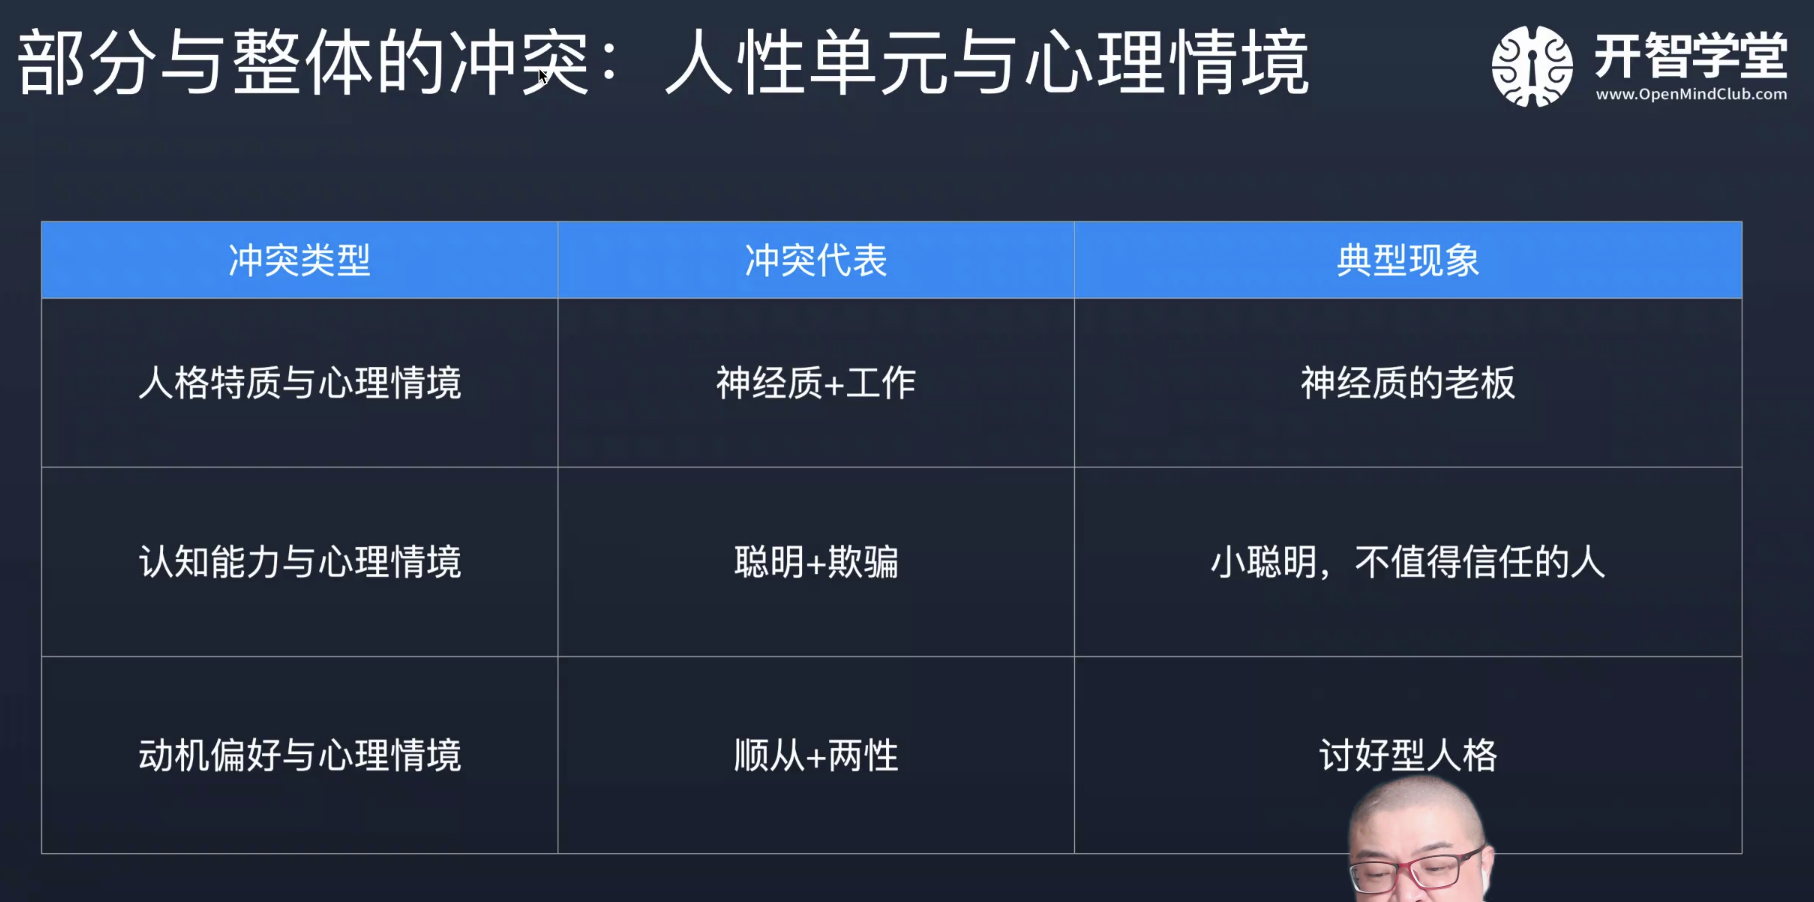 部分与整体的冲突：人性单元与心理情境
开智学堂
www.OpenMindClub.com
冲突类型 冲突代表 典型现象
人格特质与心理情境 神经质+工作 神经质的老板
认知能力与心理情境 聪明+欺骗 小聪明，不值得信任的人
动机偏好与心理情境 顺从+两性 讨好型人格